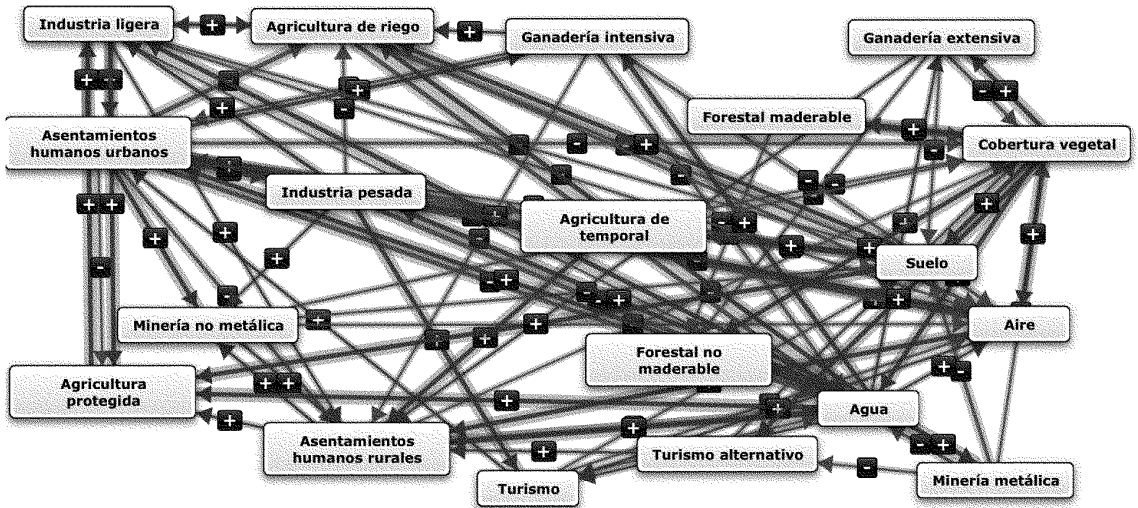 Industria ligera
Agricultura de riego
Ganadería intensiva
Ganadería extensiva
Forestal maderable
Asentamientos
humanos urbanos
Cobertura vegetal
Industria pesada
Agricultura de
temporal
Suelo
Minería no metálica
Aire
Forestal no
maderable
Agricultura
protegida
Agua
Asentamientos
humanos rurales
Turismo alternativo
Turismo
Minería metálica